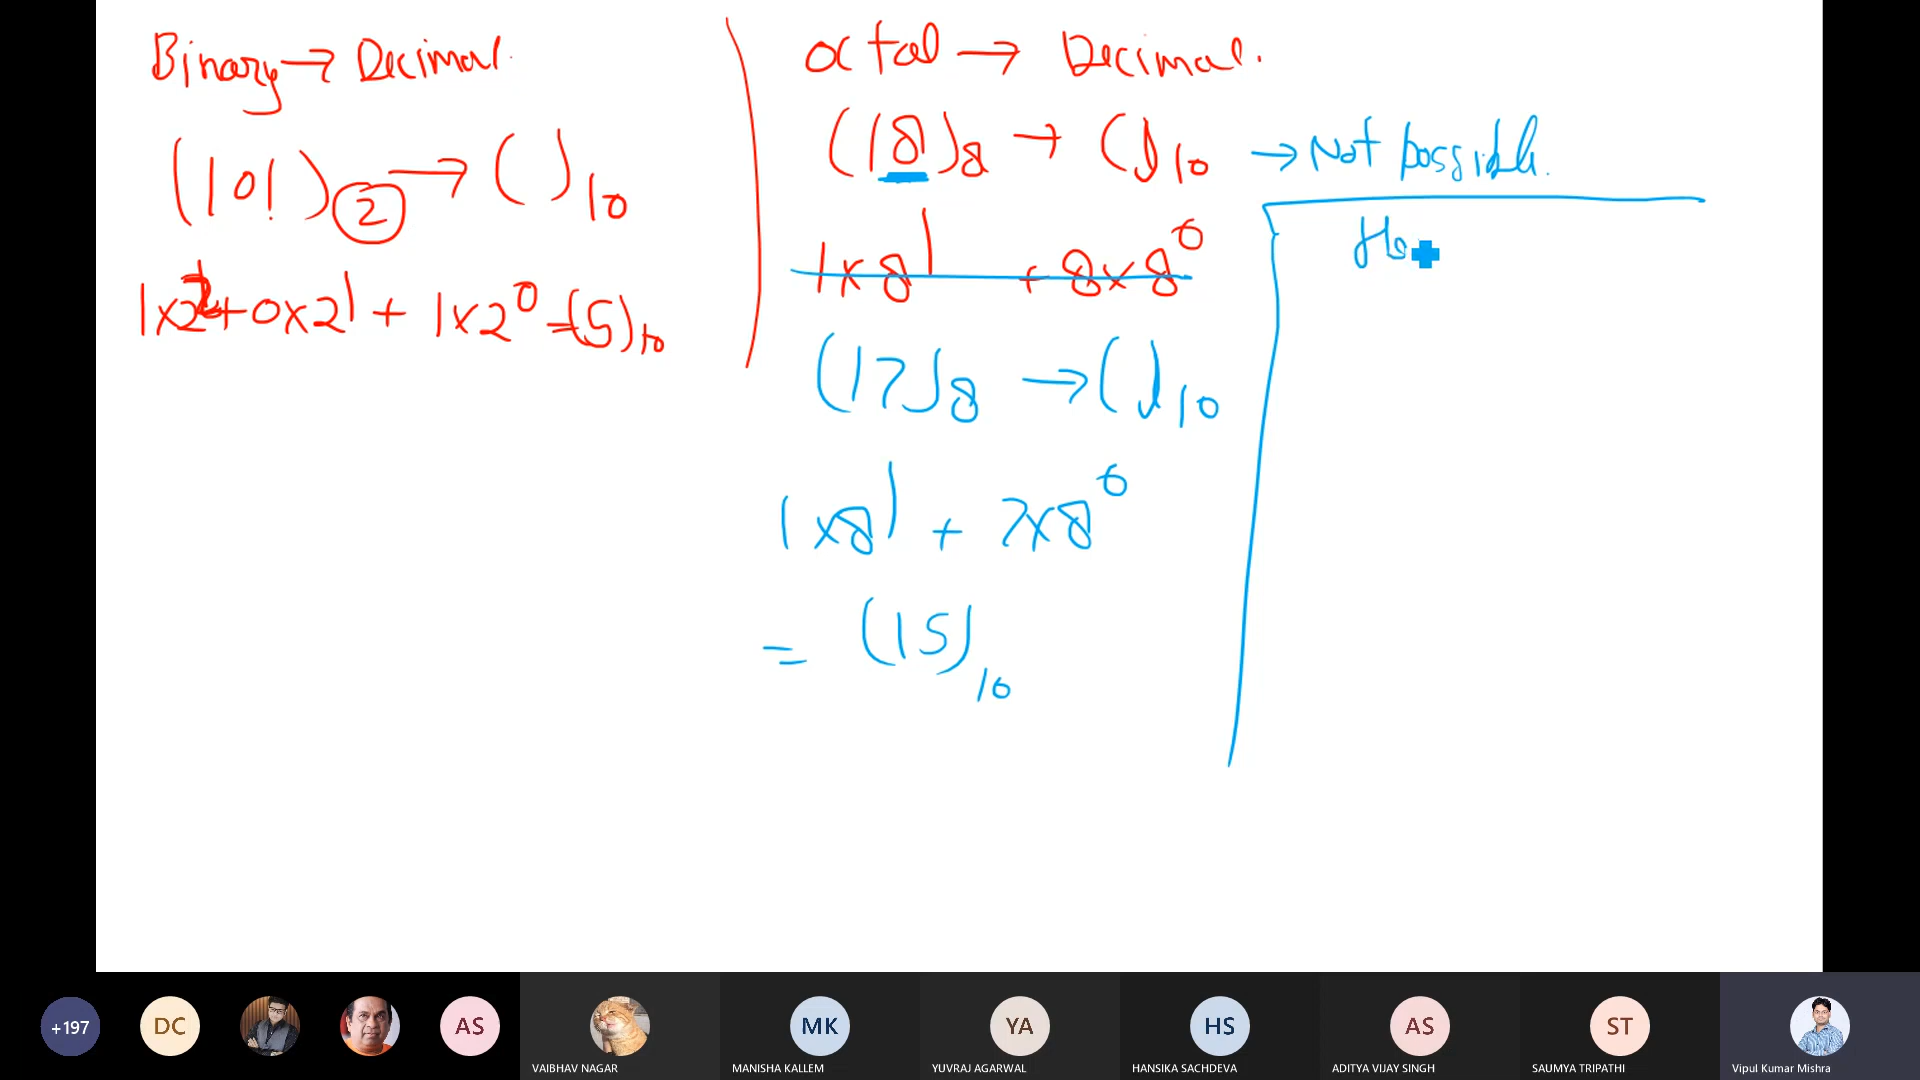 Binary → Decimal.
(101)₂ → ( )₁₀
1x2² + 0x2¹ + 1x2⁰ = (5)₁₀
octal → Decimal.
(18)₈ → ( )₁₀ → Not possible.
1x8¹ + 8x8⁰
(17)₈ → ( )₁₀
1x8¹ + 7x8⁰
= (15)₁₀
+197
DC
AS
VAIBHAV NAGAR
MK
MANISHA KALLEM
YA
YUVRAJ AGARWAL
HS
HANSIKA SACHDEVA
AS
ADITYA VIJAY SINGH
ST
SAUMYA TRIPATHI
Vipul Kumar Mishra